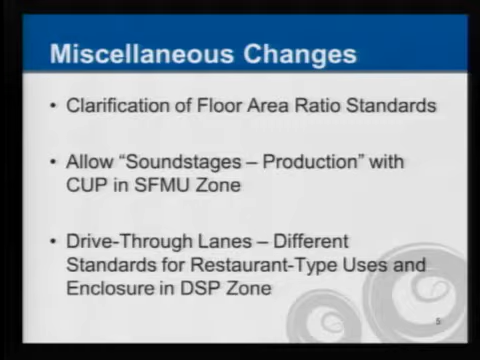 Miscellaneous Changes
• Clarification of Floor Area Ratio Standards
• Allow “Soundstages – Production” with
CUP in SFMU Zone
• Drive-Through Lanes – Different
Standards for Restaurant-Type Uses and
Enclosure in DSP Zone
5